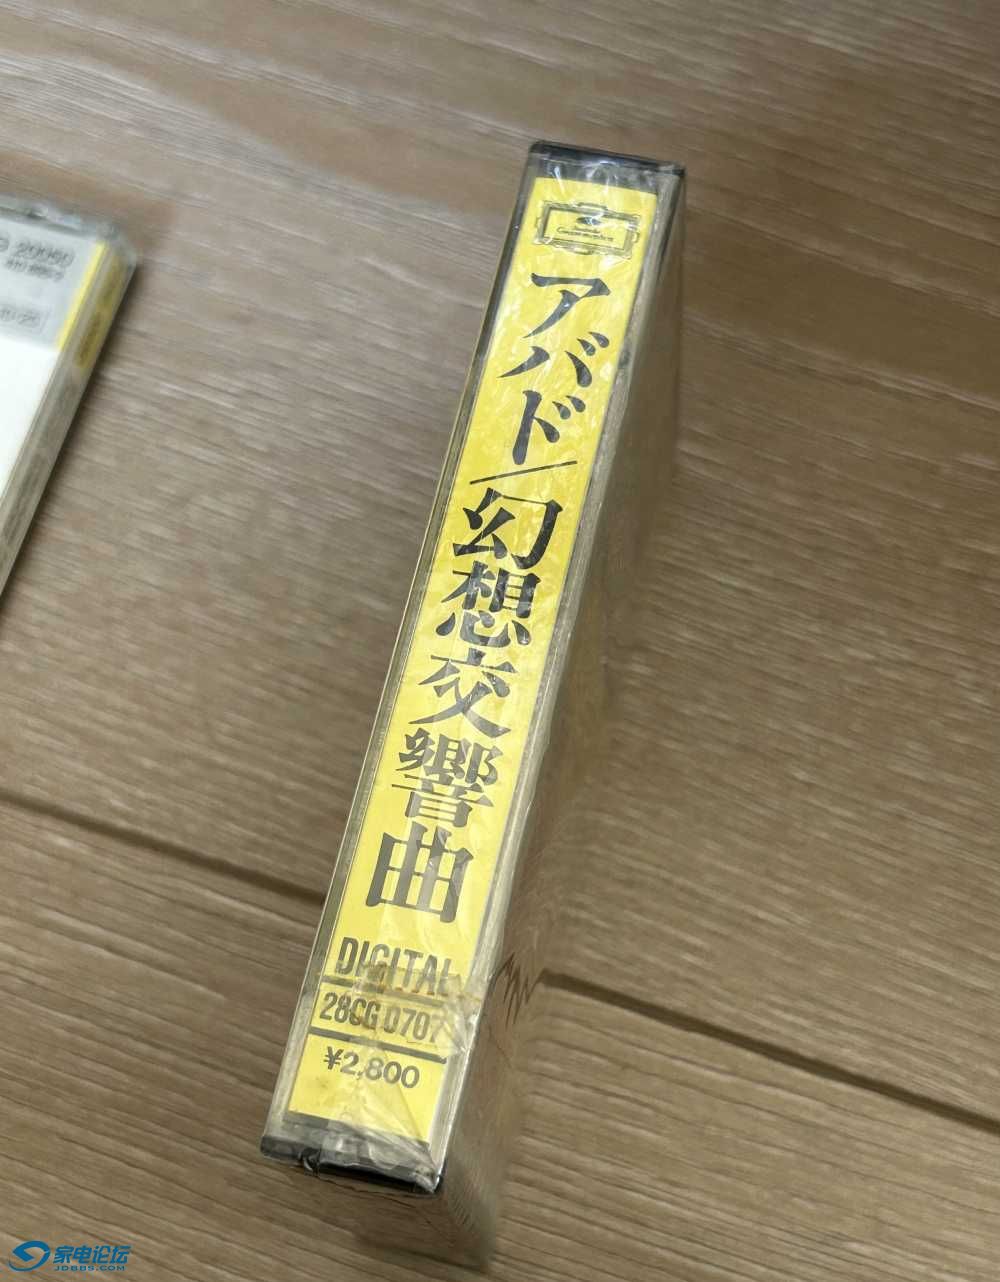 アバド/幻想交響曲
DIGITAL
28CG 0707
¥2,800
家电论坛
JDBBS.COM